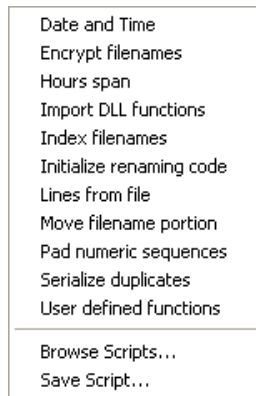 Date and Time
Encrypt filenames
Hours span
Import DLL functions
Index filenames
Initialize renaming code
Lines from file
Move filename portion
Pad numeric sequences
Serialize duplicates
User defined functions
Browse Scripts...
Save Script...